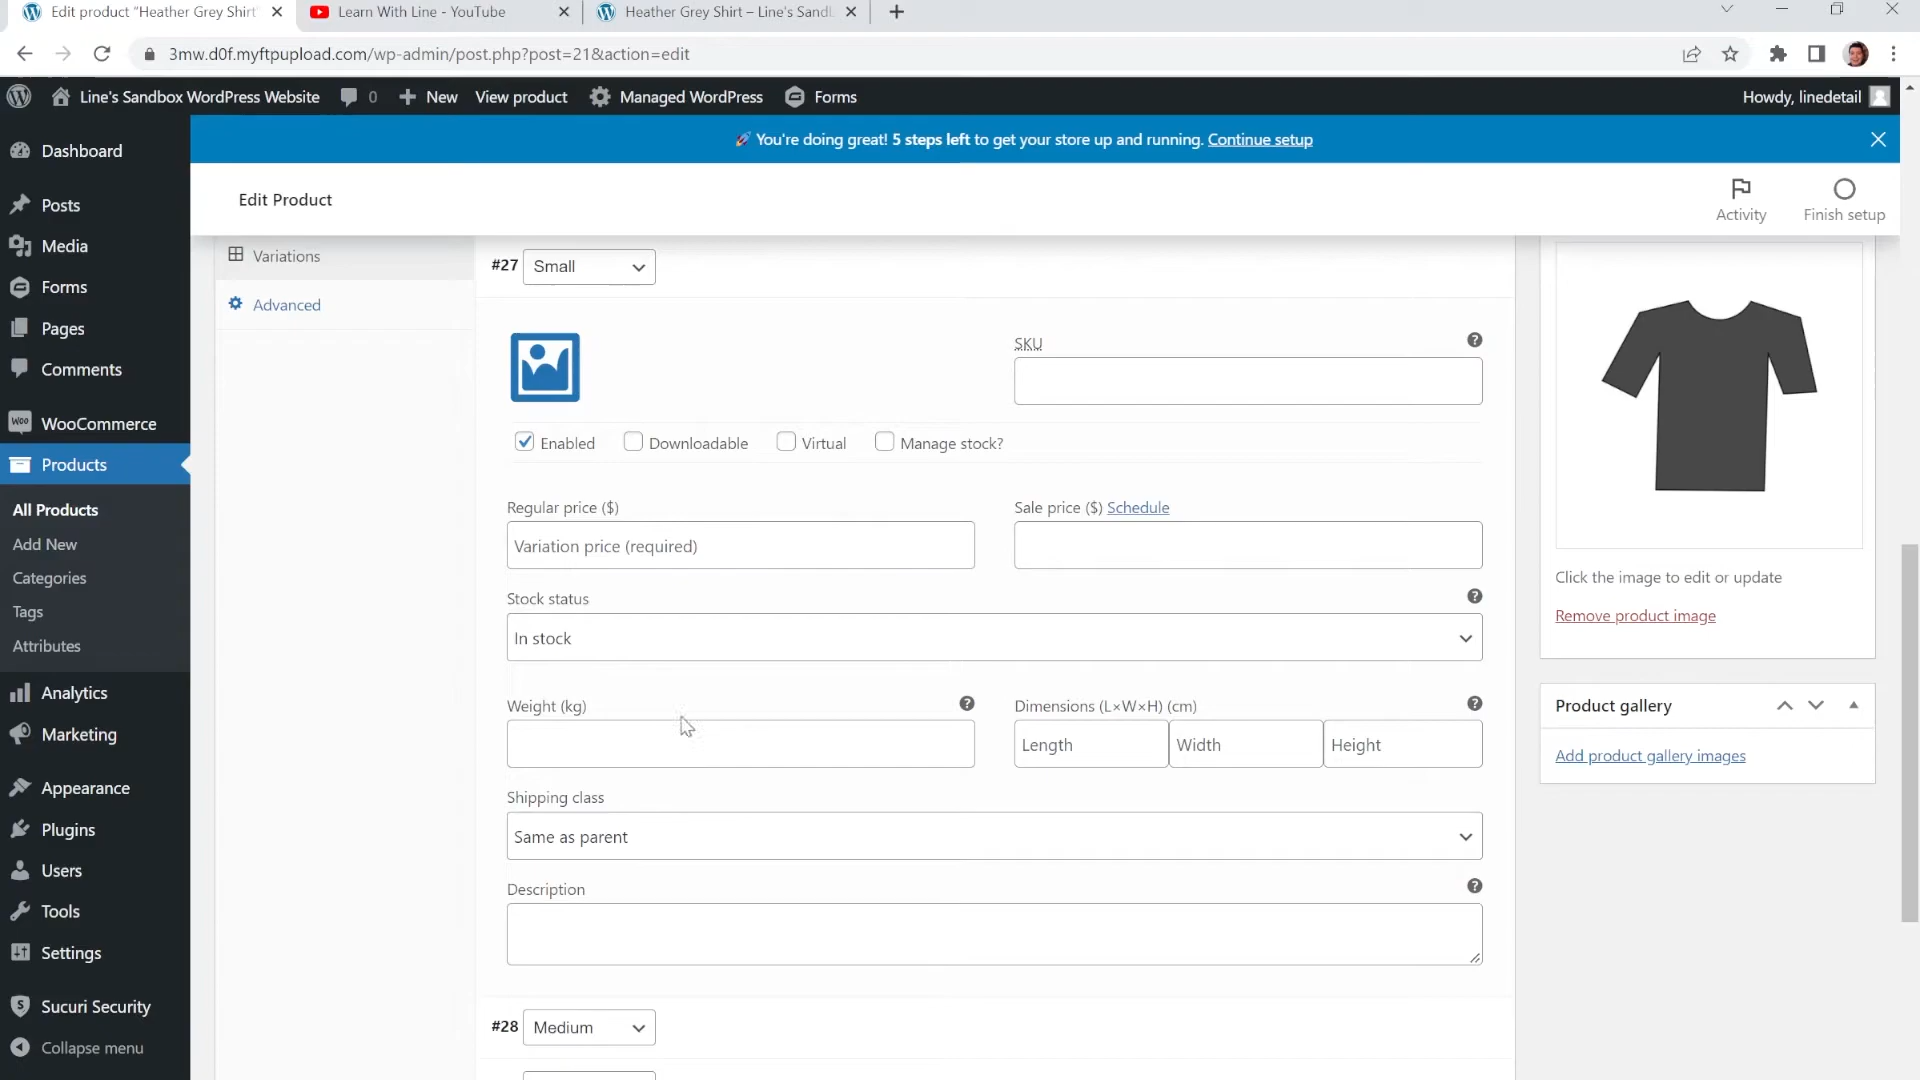 Edit product "Heather Grey Shirt"
Learn With Line - YouTube
Heather Grey Shirt – Line's Sand
3mw.d0f.myftpupload.com/wp-admin/post.php?post=21&action=edit
Line's Sandbox WordPress Website
0
New
View product
Managed WordPress
Forms
Howdy, linedetail
🚀 You're doing great! 5 steps left to get your store up and running. Continue setup
Edit Product
Activity
Finish setup
Dashboard
Posts
Media
Forms
Pages
Comments
WooCommerce
Products
All Products
Add New
Categories
Tags
Attributes
Analytics
Marketing
Appearance
Plugins
Users
Tools
Settings
Sucuri Security
Collapse menu
Variations
Advanced
#27 Small
SKU
Enabled
Downloadable
Virtual
Manage stock?
Regular price ($)
Variation price (required)
Sale price ($) Schedule
Stock status
In stock
Weight (kg)
Dimensions (L×W×H) (cm)
Length
Width
Height
Shipping class
Same as parent
Description
#28 Medium
Click the image to edit or update
Remove product image
Product gallery
Add product gallery images